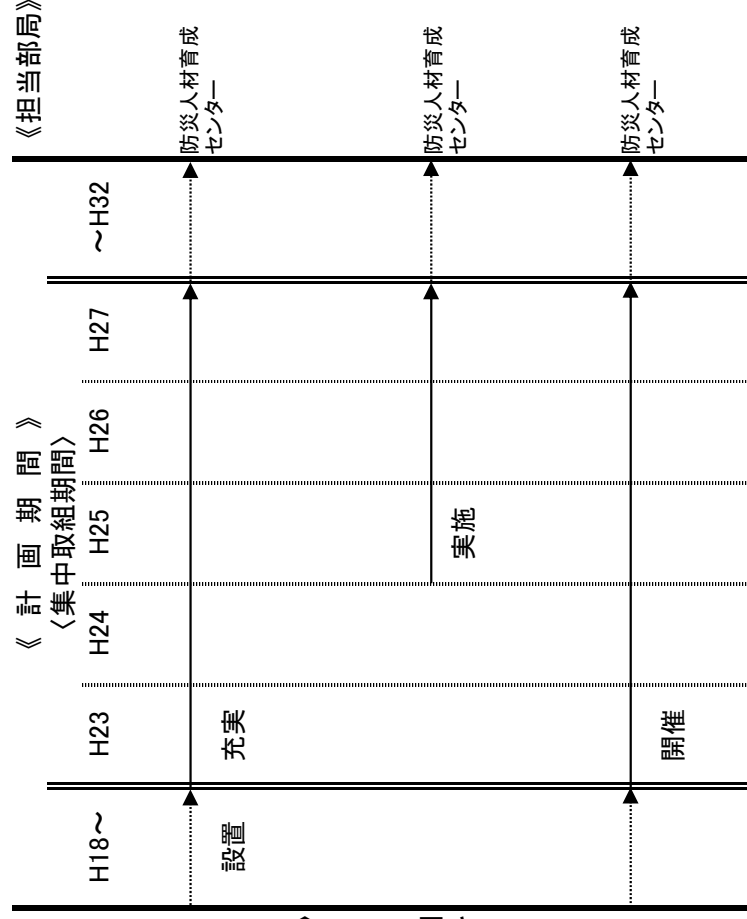 《 計 画 期 間 》
《担当部局》
〈集中取組期間〉
H18～
H23
H24
H25
H26
H27
～H32
設置
充実
防災人材育成
センター
実施
防災人材育成
センター
開催
防災人材育成
センター